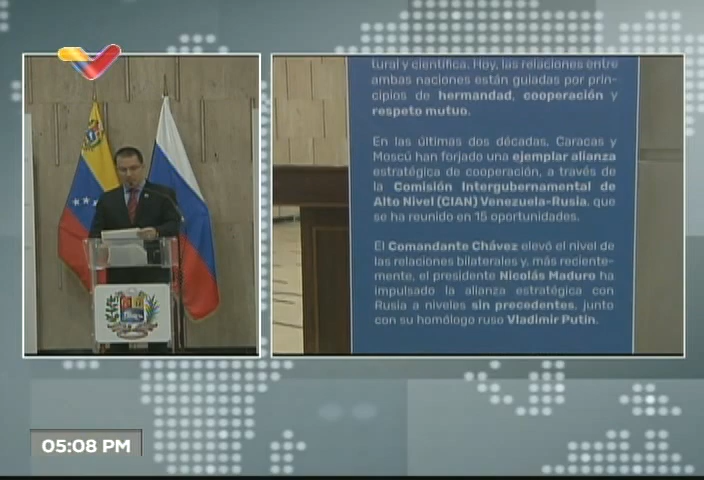 tural y científica. Hoy, las relaciones entre
ambas naciones están guiadas por prin-
cipios de hermandad, cooperación y
respeto mutuo.
En las últimas dos décadas, Caracas y
Moscú han forjado una ejemplar alianza
estratégica de cooperación, a través de
la Comisión Intergubernamental de
Alto Nivel (CIAN) Venezuela-Rusia, que
se ha reunido en 15 oportunidades.
El Comandante Chávez elevó el nivel de
las relaciones bilaterales y, más reciente-
mente, el presidente Nicolás Maduro ha
impulsado la alianza estratégica con
Rusia a niveles sin precedentes, junto
con su homólogo ruso Vladimir Putin.
05:08 PM